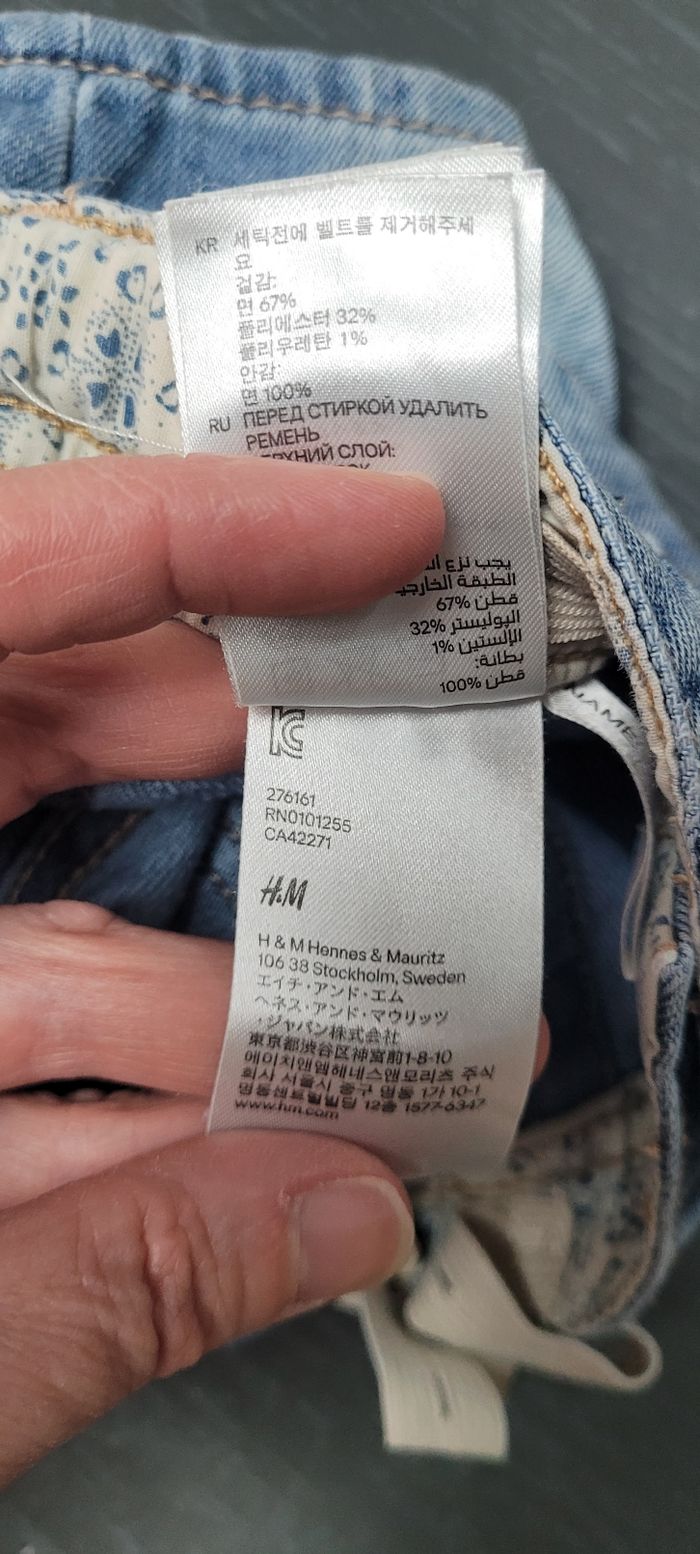 KR 세탁전에 벨트를 제거해주세
요
겉감:
면 67%
폴리에스터 32%
폴리우레탄 1%
안감:
면 100%
RU ПЕРЕД СТИРКОЙ УДАЛИТЬ
РЕМЕНЬ
СЛОЙ:
يجب نزع
الطبقة الخارجية
قطن 67%
البوليستر 32%
الإلستين 1%
بطانة:
قطن 100%
276161
RN0101255
CA42271
H&M
H & M Hennes & Mauritz
106 38 Stockholm, Sweden
エイチ・アンド・エム
ヘネス・アンド・マウリッツ
・ジャパン株式会社
東京都渋谷区神宮前1-8-10
에이치앤엠헤네스앤모리츠 주식
회사 서울시 중구 명동 1가 10-1
명동센트럴빌딩 12층 1577-6347
www.hm.com
NAME